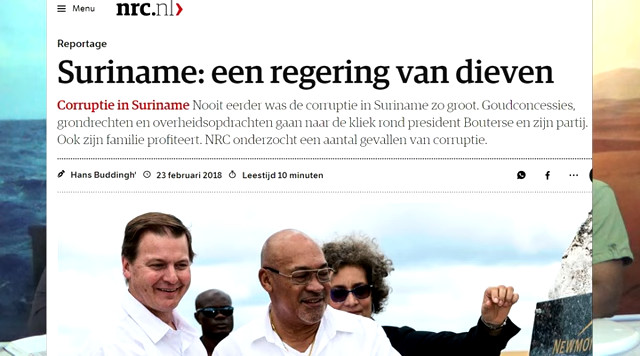 Menu
nrc.nl
Reportage
Suriname: een regering van dieven
Corruptie in Suriname Nooit eerder was de corruptie in Suriname zo groot. Goudconcessies,
grondrechten en overheidsopdrachten gaan naar de kliek rond president Bouterse en zijn partij.
Ook zijn familie profiteert. NRC onderzocht een aantal gevallen van corruptie.
Hans Buddingh' 23 februari 2018 Leestijd 10 minuten
NEWMO